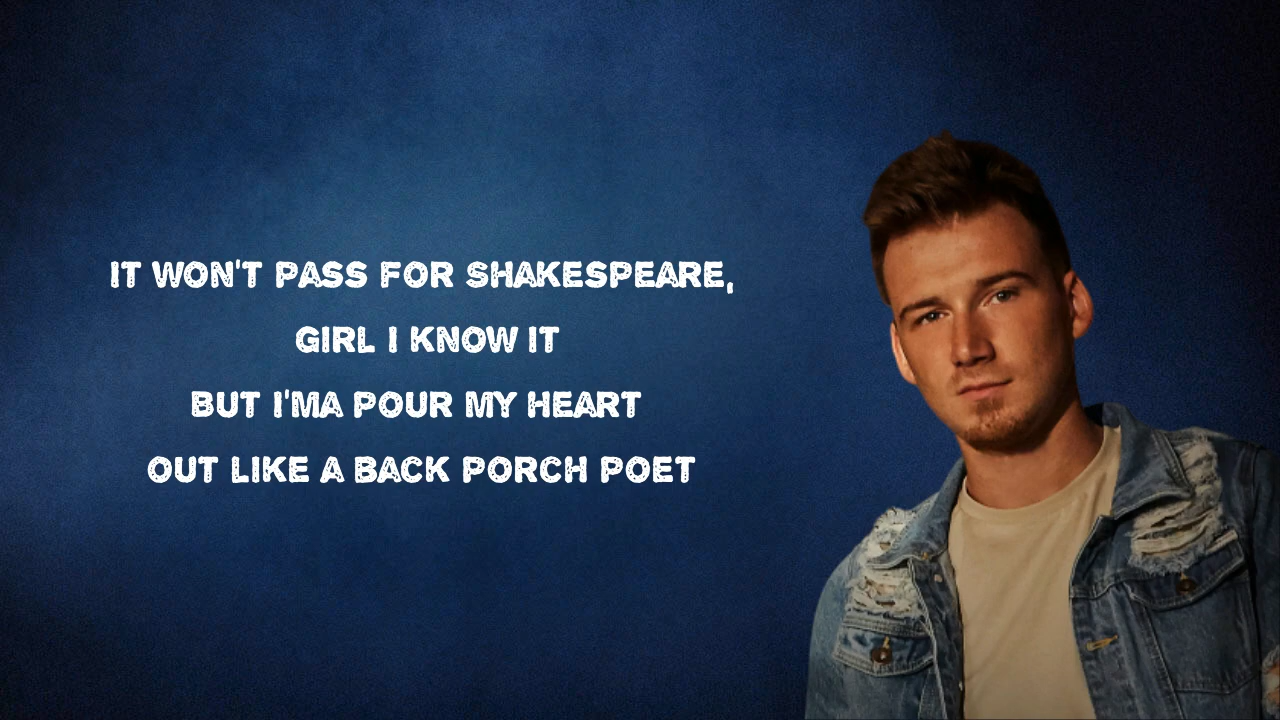 IT WON'T PASS FOR SHAKESPEARE,
GIRL I KNOW IT
BUT I'MA POUR MY HEART
OUT LIKE A BACK PORCH POET